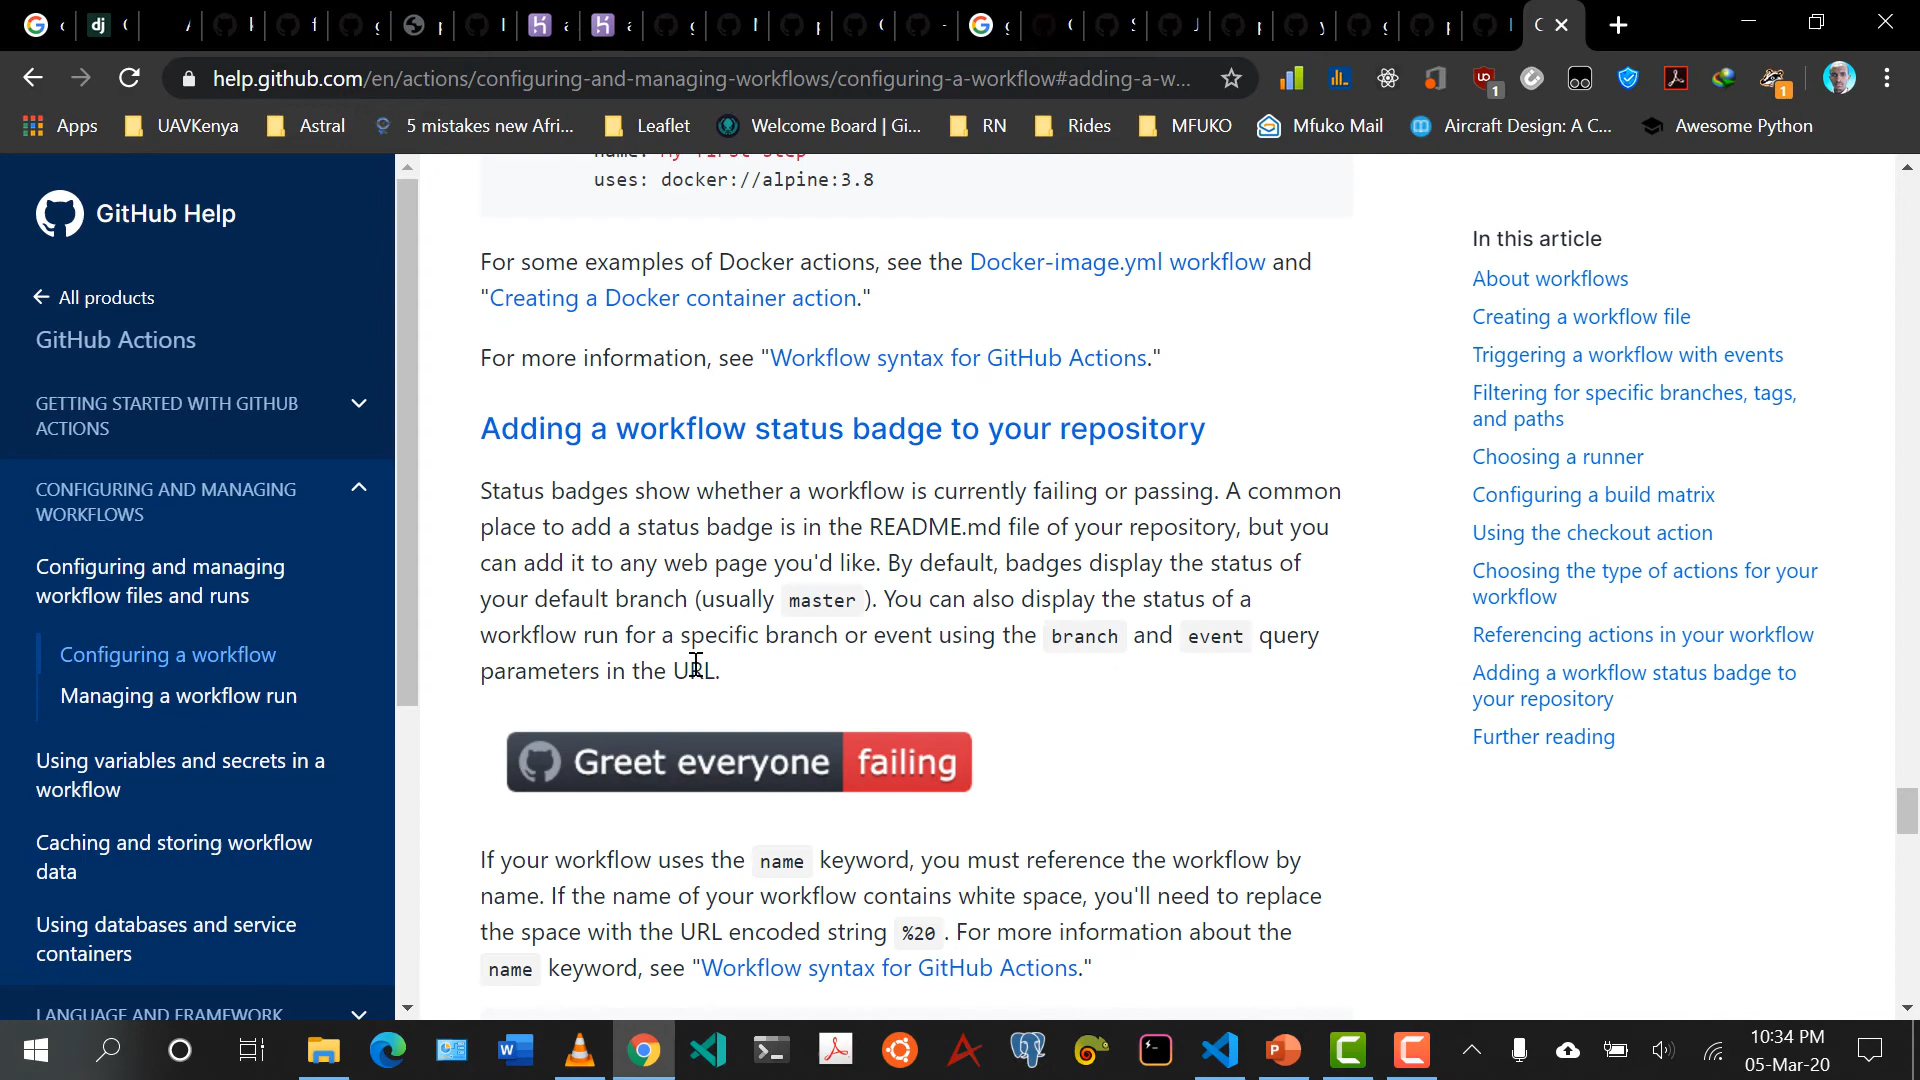 help.github.com/en/actions/configuring-and-managing-workflows/configuring-a-workflow#adding-a-w...
Apps
UAVKenya
Astral
5 mistakes new Afri...
Leaflet
Welcome Board | Gi...
RN
Rides
MFUKO
Mfuko Mail
Aircraft Design: A C...
Awesome Python
GitHub Help
All products
GitHub Actions
GETTING STARTED WITH GITHUB
ACTIONS
CONFIGURING AND MANAGING
WORKFLOWS
Configuring and managing
workflow files and runs
Configuring a workflow
Managing a workflow run
Using variables and secrets in a
workflow
Caching and storing workflow
data
Using databases and service
containers
LANGUAGE AND FRAMEWORK
name: My first step
uses: docker://alpine:3.8
For some examples of Docker actions, see the Docker-image.yml workflow and
"Creating a Docker container action."
For more information, see "Workflow syntax for GitHub Actions."
Adding a workflow status badge to your repository
Status badges show whether a workflow is currently failing or passing. A common
place to add a status badge is in the README.md file of your repository, but you
can add it to any web page you'd like. By default, badges display the status of
your default branch (usually master ). You can also display the status of a
workflow run for a specific branch or event using the branch and event query
parameters in the URL.
Greet everyone failing
If your workflow uses the name keyword, you must reference the workflow by
name. If the name of your workflow contains white space, you'll need to replace
the space with the URL encoded string %20 . For more information about the
name keyword, see "Workflow syntax for GitHub Actions."
In this article
About workflows
Creating a workflow file
Triggering a workflow with events
Filtering for specific branches, tags,
and paths
Choosing a runner
Configuring a build matrix
Using the checkout action
Choosing the type of actions for your
workflow
Referencing actions in your workflow
Adding a workflow status badge to
your repository
Further reading
10:34 PM
05-Mar-20